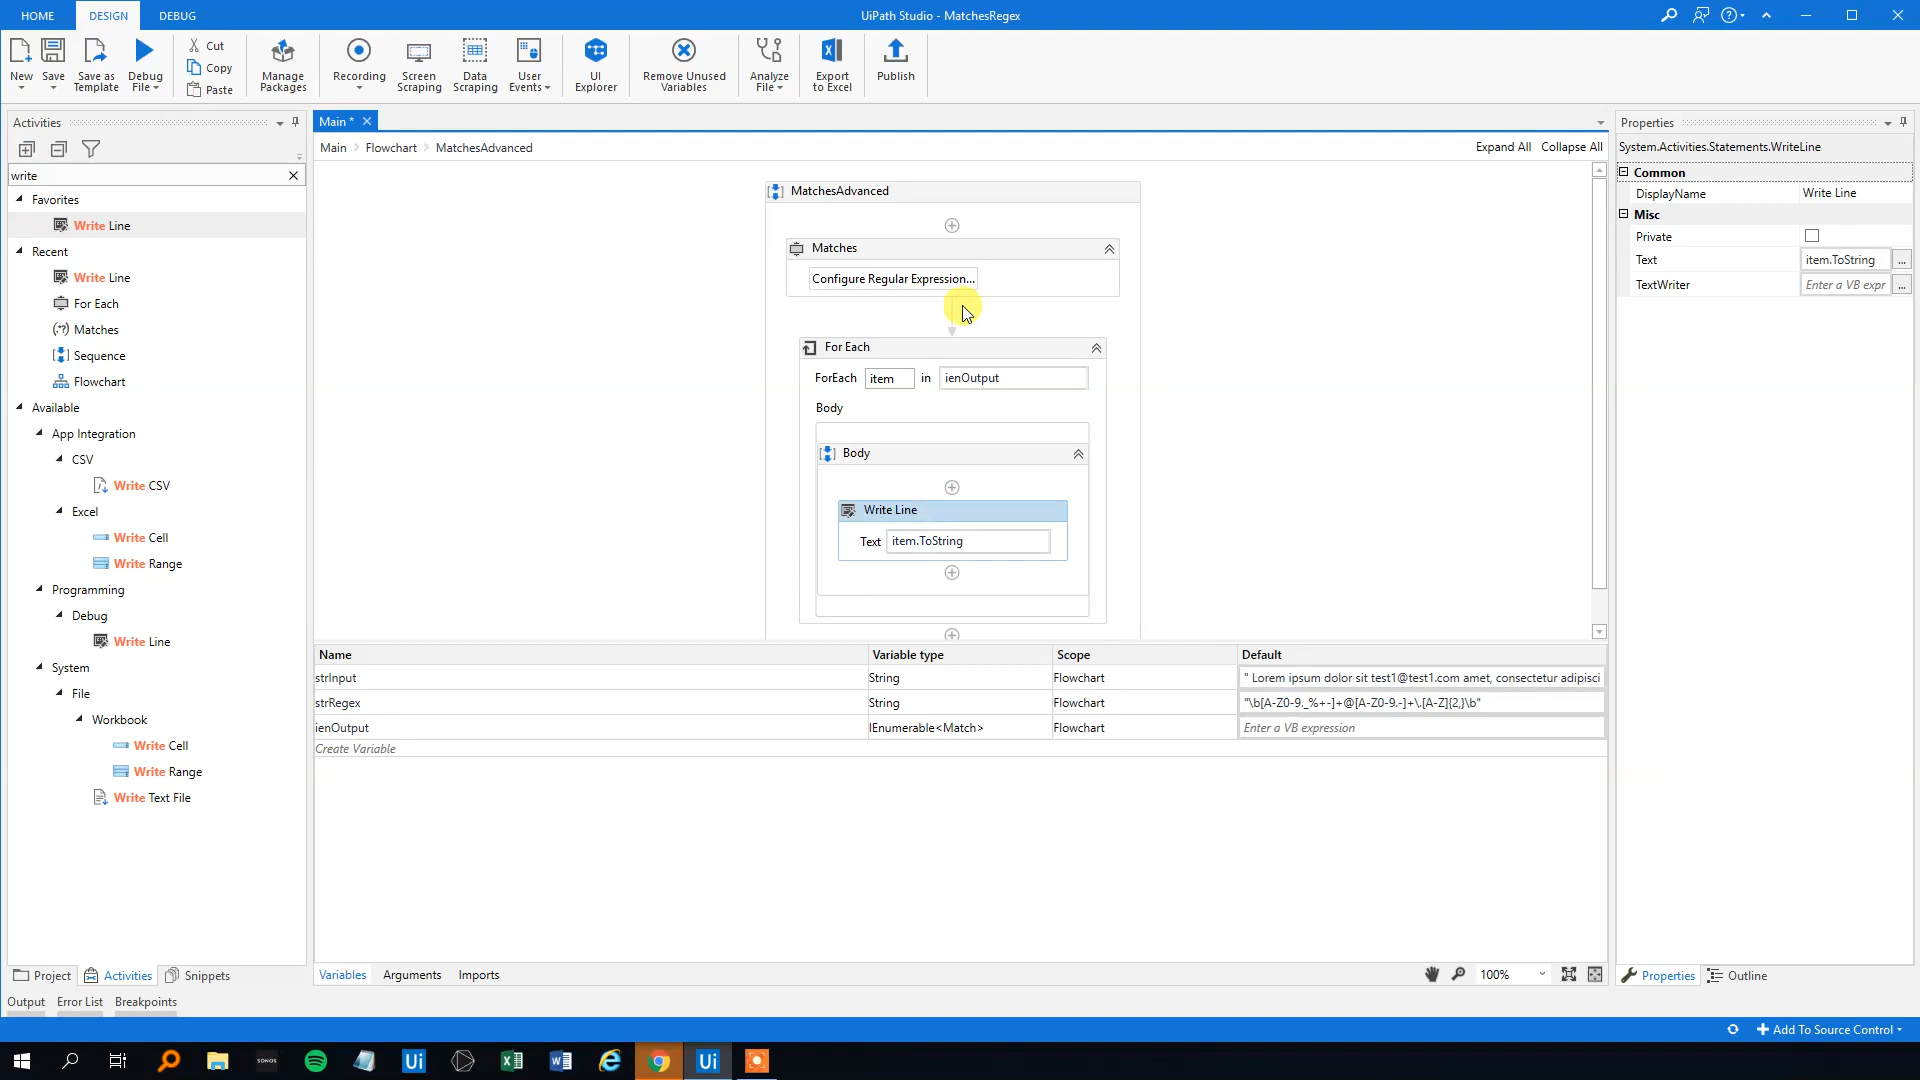 HOME DESIGN DEBUG
UiPath Studio - MatchesRegex
New
Save
Save as Template
Debug File
Cut
Copy
Paste
Manage Packages
Recording
Screen Scraping
Data Scraping
User Events
UI Explorer
Remove Unused Variables
Analyze File
Export to Excel
Publish
Activities
write
Favorites
Write Line
Recent
Write Line
For Each
Matches
Sequence
Flowchart
Available
App Integration
CSV
Write CSV
Excel
Write Cell
Write Range
Programming
Debug
Write Line
System
File
Workbook
Write Cell
Write Range
Write Text File
Project Activities Snippets
Main *
Main > Flowchart > MatchesAdvanced
Expand All Collapse All
MatchesAdvanced
Matches
Configure Regular Expression...
For Each
ForEach item in ienOutput
Body
Body
Write Line
Text item.ToString
Name Variable type Scope Default
strInput String Flowchart " Lorem ipsum dolor sit test1@test1.com amet, consectetur adipisci
strRegex String Flowchart "\b[A-Z0-9._%+-]+@[A-Z0-9.-]+\.[A-Z]{2,}\b"
ienOutput IEnumerable<Match> Flowchart Enter a VB expression
Create Variable
Variables Arguments Imports
100%
Properties
System.Activities.Statements.WriteLine
Common
DisplayName Write Line
Misc
Private
Text item.ToString ...
TextWriter Enter a VB expr ...
Properties Outline
Output Error List Breakpoints
Add To Source Control
SONOS
Ui
Ui